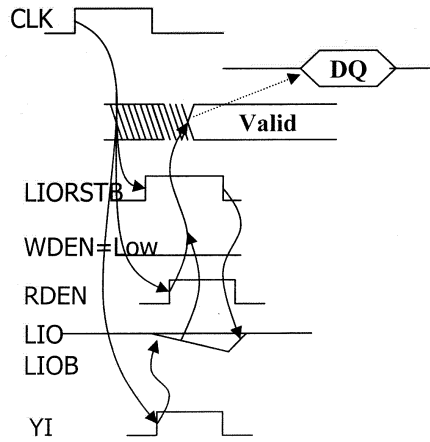 CLK
DQ
Valid
LIORSTB
WDEN=Low
RDEN
LIO
LIOB
YI